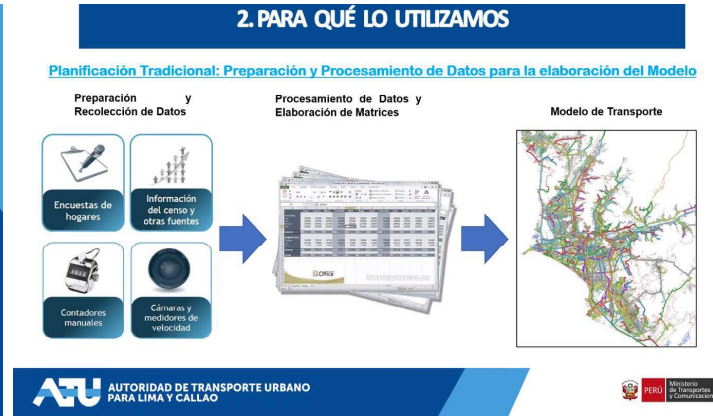 2. PARA QUÉ LO UTILIZAMOS
Planificación Tradicional: Preparación y Procesamiento de Datos para la elaboración del Modelo
Preparación y
Recolección de Datos
Procesamiento de Datos y
Elaboración de Matrices
Modelo de Transporte
Encuestas de
hogares
Información
del censo y
otras fuentes
Contadores
manuales
Cámaras y
medidores de
velocidad
Office
ATU
AUTORIDAD DE TRANSPORTE URBANO
PARA LIMA Y CALLAO
PERÚ
Ministerio
de Transportes
y Comunicacion